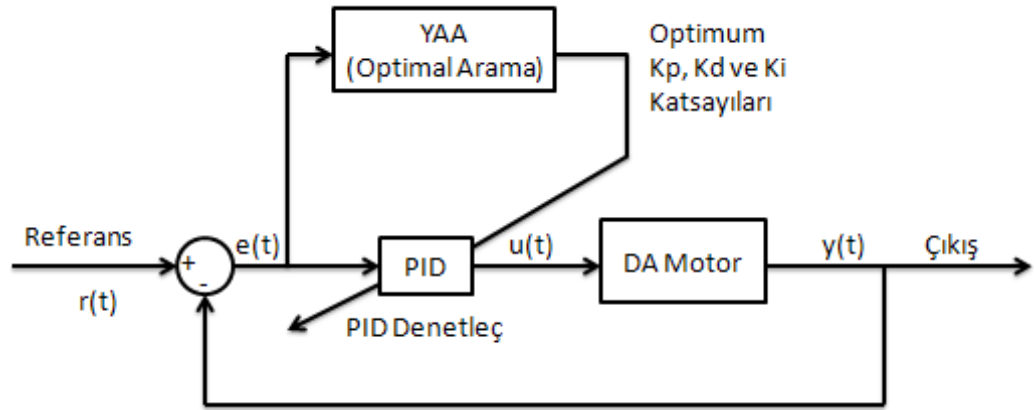 YAA
(Optimal Arama)
Optimum
Kp, Kd ve Ki
Katsayıları
Referans
r(t)
+
-
e(t)
PID
u(t)
DA Motor
y(t)
Çıkış
PID Denetleç